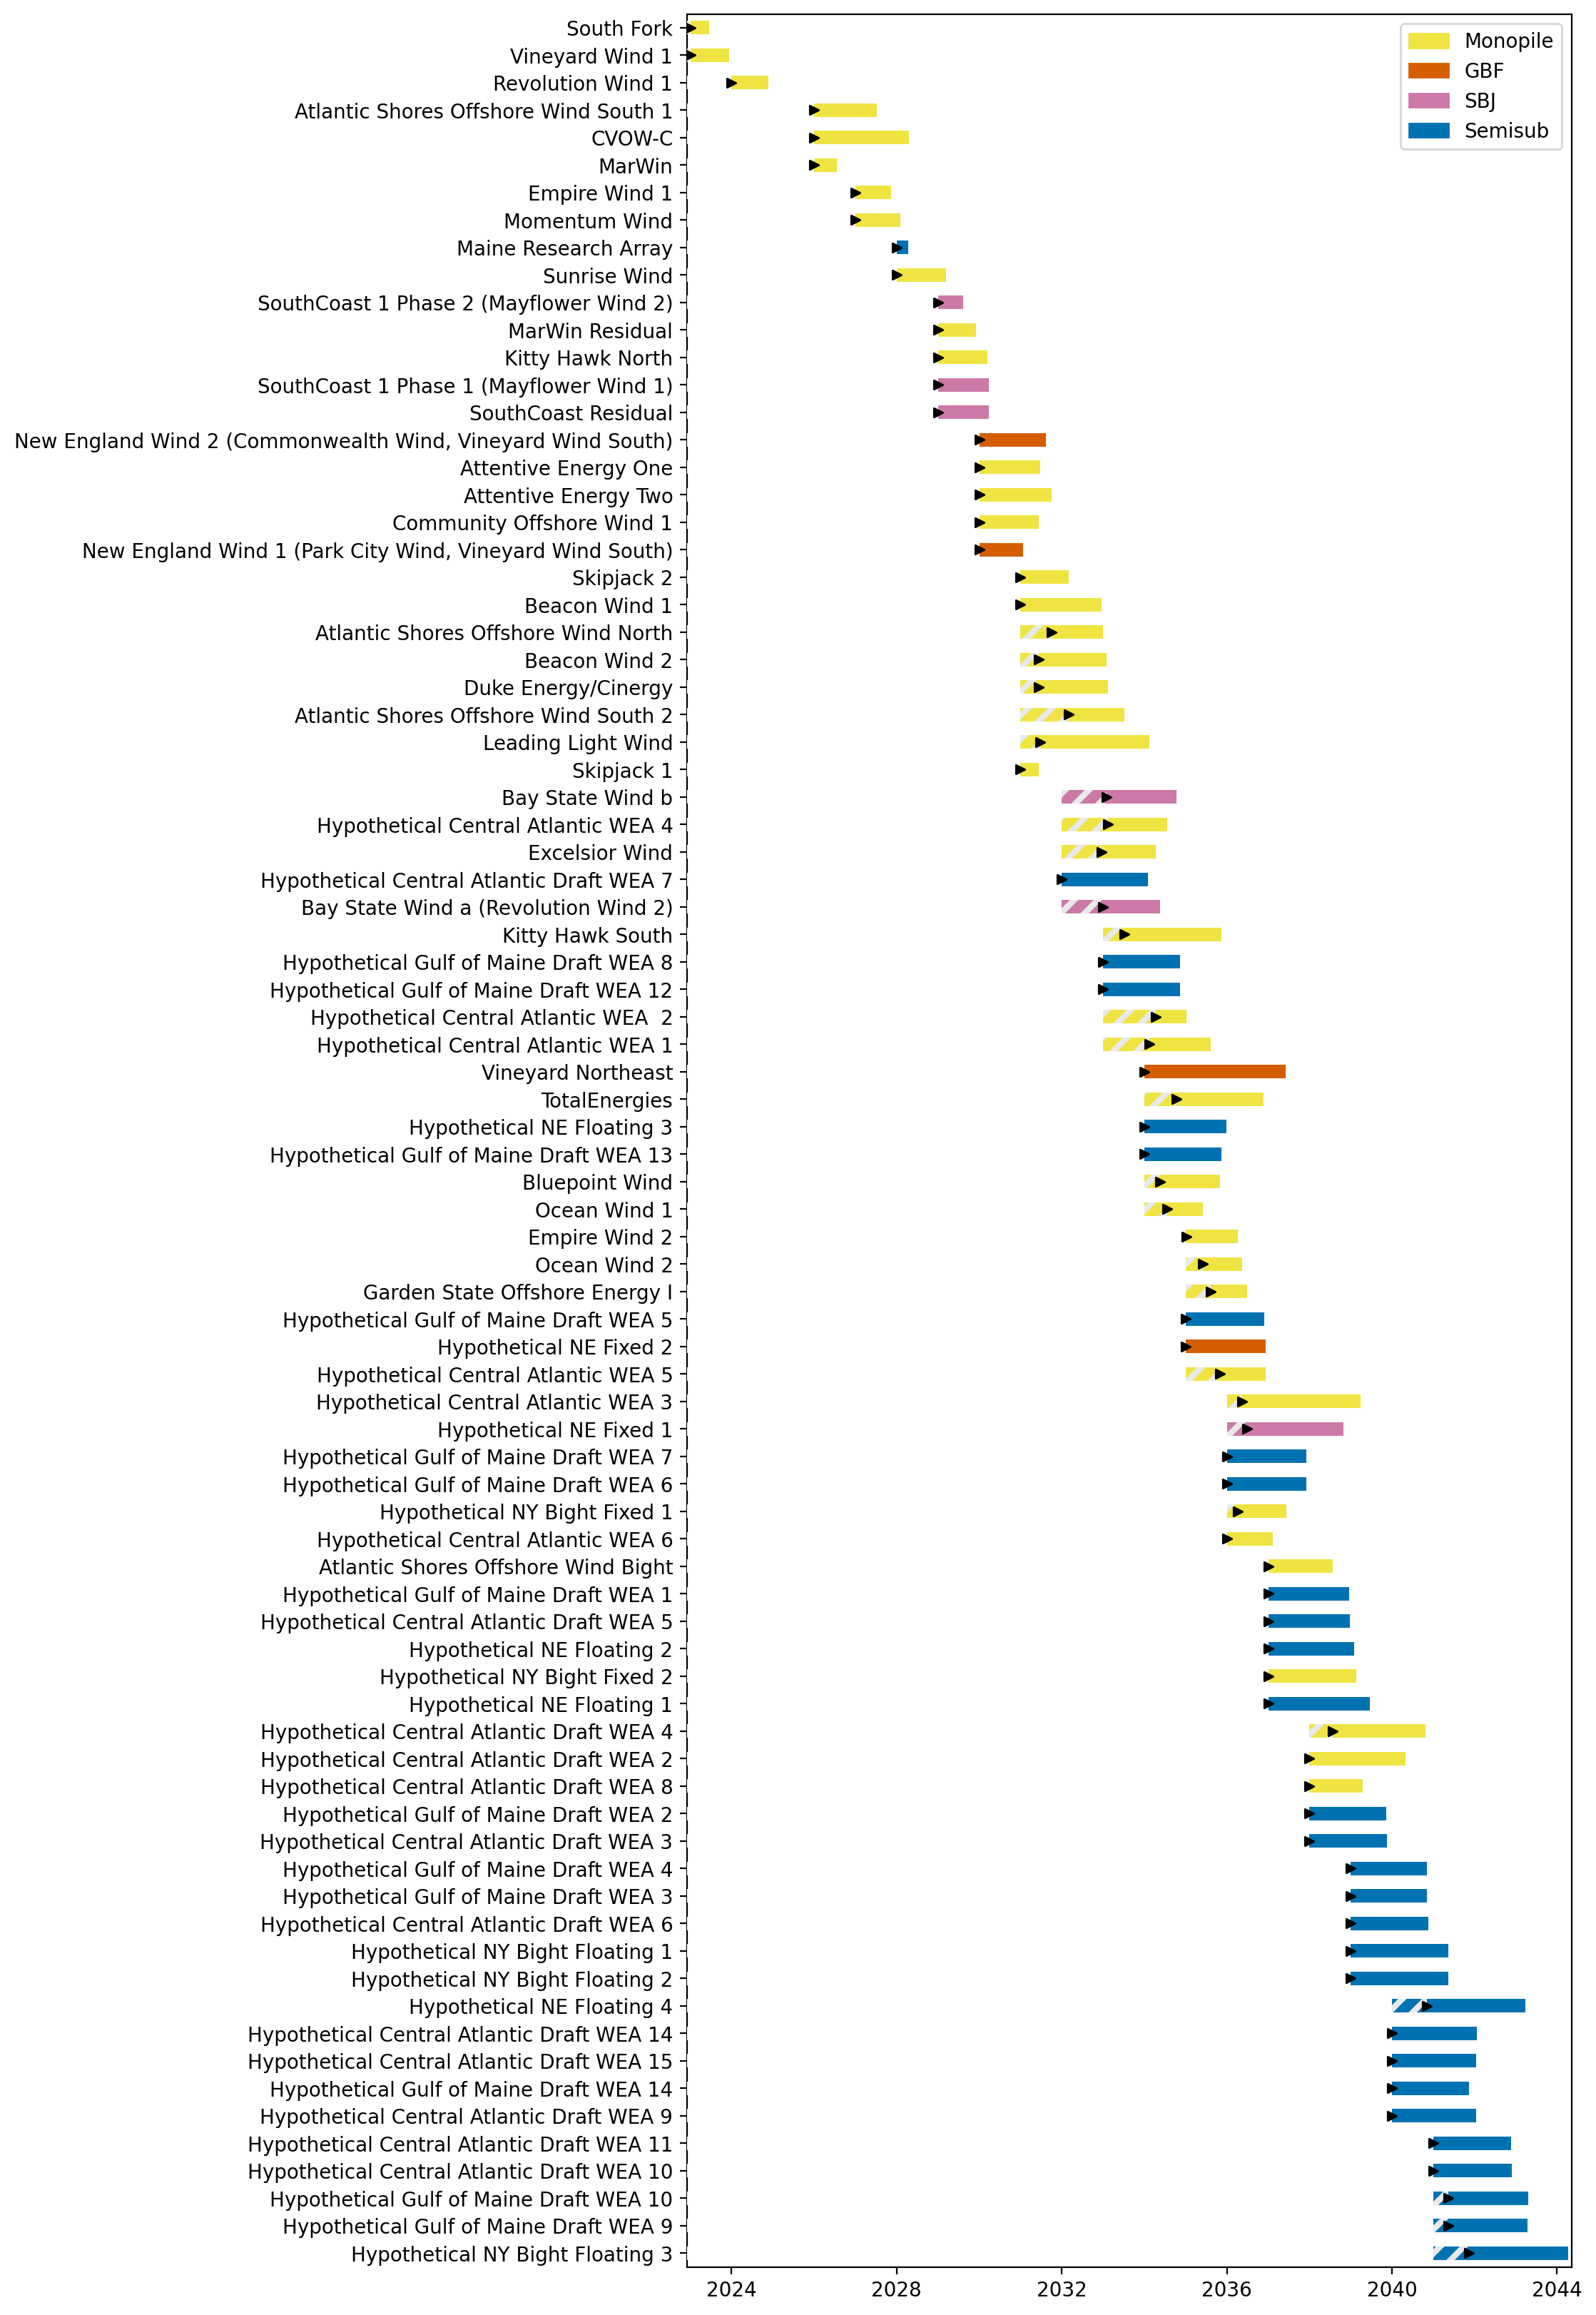 South Fork
Vineyard Wind 1
Revolution Wind 1
Atlantic Shores Offshore Wind South 1
CVOW-C
MarWin
Empire Wind 1
Momentum Wind
Maine Research Array
Sunrise Wind
SouthCoast 1 Phase 2 (Mayflower Wind 2)
MarWin Residual
Kitty Hawk North
SouthCoast 1 Phase 1 (Mayflower Wind 1)
SouthCoast Residual
New England Wind 2 (Commonwealth Wind, Vineyard Wind South)
Attentive Energy One
Attentive Energy Two
Community Offshore Wind 1
New England Wind 1 (Park City Wind, Vineyard Wind South)
Skipjack 2
Beacon Wind 1
Atlantic Shores Offshore Wind North
Beacon Wind 2
Duke Energy/Cinergy
Atlantic Shores Offshore Wind South 2
Leading Light Wind
Skipjack 1
Bay State Wind b
Hypothetical Central Atlantic WEA 4
Excelsior Wind
Hypothetical Central Atlantic Draft WEA 7
Bay State Wind a (Revolution Wind 2)
Kitty Hawk South
Hypothetical Gulf of Maine Draft WEA 8
Hypothetical Gulf of Maine Draft WEA 12
Hypothetical Central Atlantic WEA  2
Hypothetical Central Atlantic WEA 1
Vineyard Northeast
TotalEnergies
Hypothetical NE Floating 3
Hypothetical Gulf of Maine Draft WEA 13
Bluepoint Wind
Ocean Wind 1
Empire Wind 2
Ocean Wind 2
Garden State Offshore Energy I
Hypothetical Gulf of Maine Draft WEA 5
Hypothetical NE Fixed 2
Hypothetical Central Atlantic WEA 5
Hypothetical Central Atlantic WEA 3
Hypothetical NE Fixed 1
Hypothetical Gulf of Maine Draft WEA 7
Hypothetical Gulf of Maine Draft WEA 6
Hypothetical NY Bight Fixed 1
Hypothetical Central Atlantic WEA 6
Atlantic Shores Offshore Wind Bight
Hypothetical Gulf of Maine Draft WEA 1
Hypothetical Central Atlantic Draft WEA 5
Hypothetical NE Floating 2
Hypothetical NY Bight Fixed 2
Hypothetical NE Floating 1
Hypothetical Central Atlantic Draft WEA 4
Hypothetical Central Atlantic Draft WEA 2
Hypothetical Central Atlantic Draft WEA 8
Hypothetical Gulf of Maine Draft WEA 2
Hypothetical Central Atlantic Draft WEA 3
Hypothetical Gulf of Maine Draft WEA 4
Hypothetical Gulf of Maine Draft WEA 3
Hypothetical Central Atlantic Draft WEA 6
Hypothetical NY Bight Floating 1
Hypothetical NY Bight Floating 2
Hypothetical NE Floating 4
Hypothetical Central Atlantic Draft WEA 14
Hypothetical Central Atlantic Draft WEA 15
Hypothetical Gulf of Maine Draft WEA 14
Hypothetical Central Atlantic Draft WEA 9
Hypothetical Central Atlantic Draft WEA 11
Hypothetical Central Atlantic Draft WEA 10
Hypothetical Gulf of Maine Draft WEA 10
Hypothetical Gulf of Maine Draft WEA 9
Hypothetical NY Bight Floating 3
Monopile
GBF
SBJ
Semisub
2024 2028 2032 2036 2040 2044